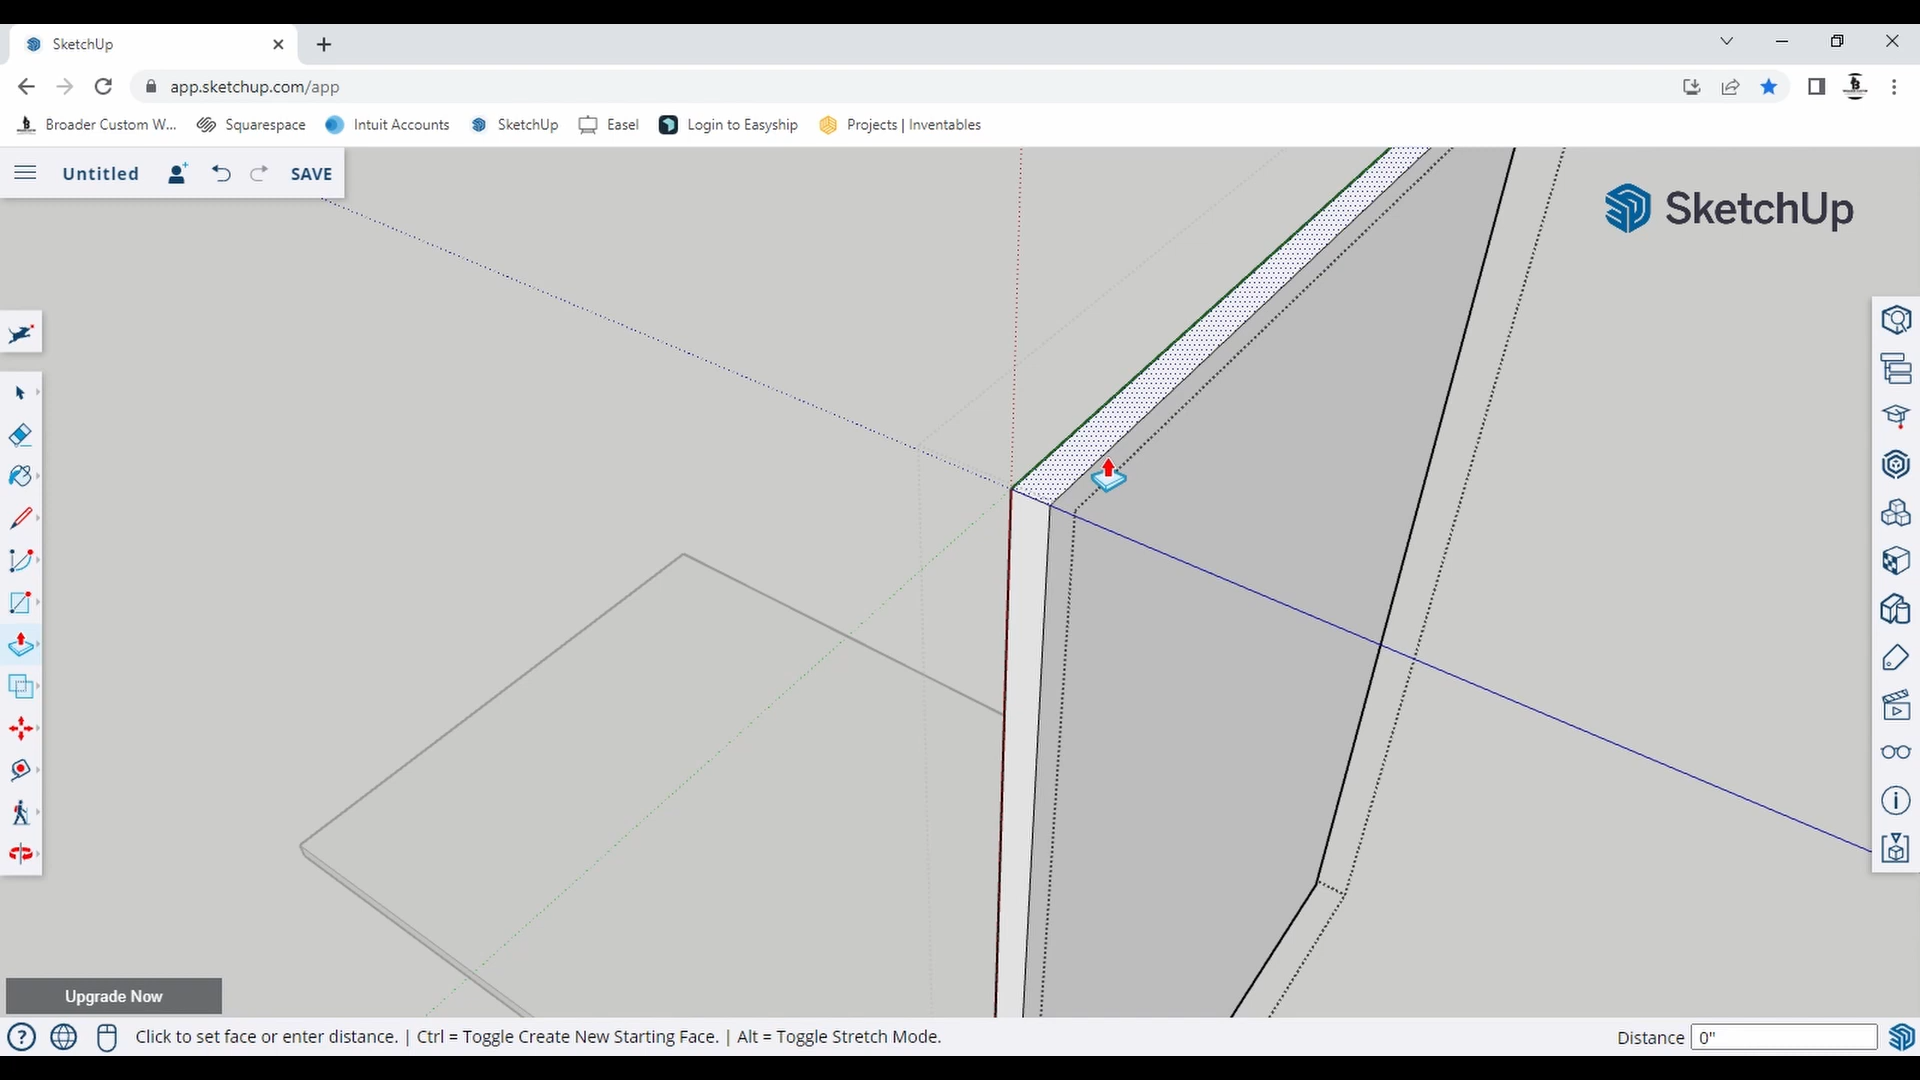 SketchUp
app.sketchup.com/app
Broader Custom W... Squarespace Intuit Accounts SketchUp Easel Login to Easyship Projects | Inventables
Untitled SAVE
SketchUp
Upgrade Now
Click to set face or enter distance. | Ctrl = Toggle Create New Starting Face. | Alt = Toggle Stretch Mode. Distance 0"